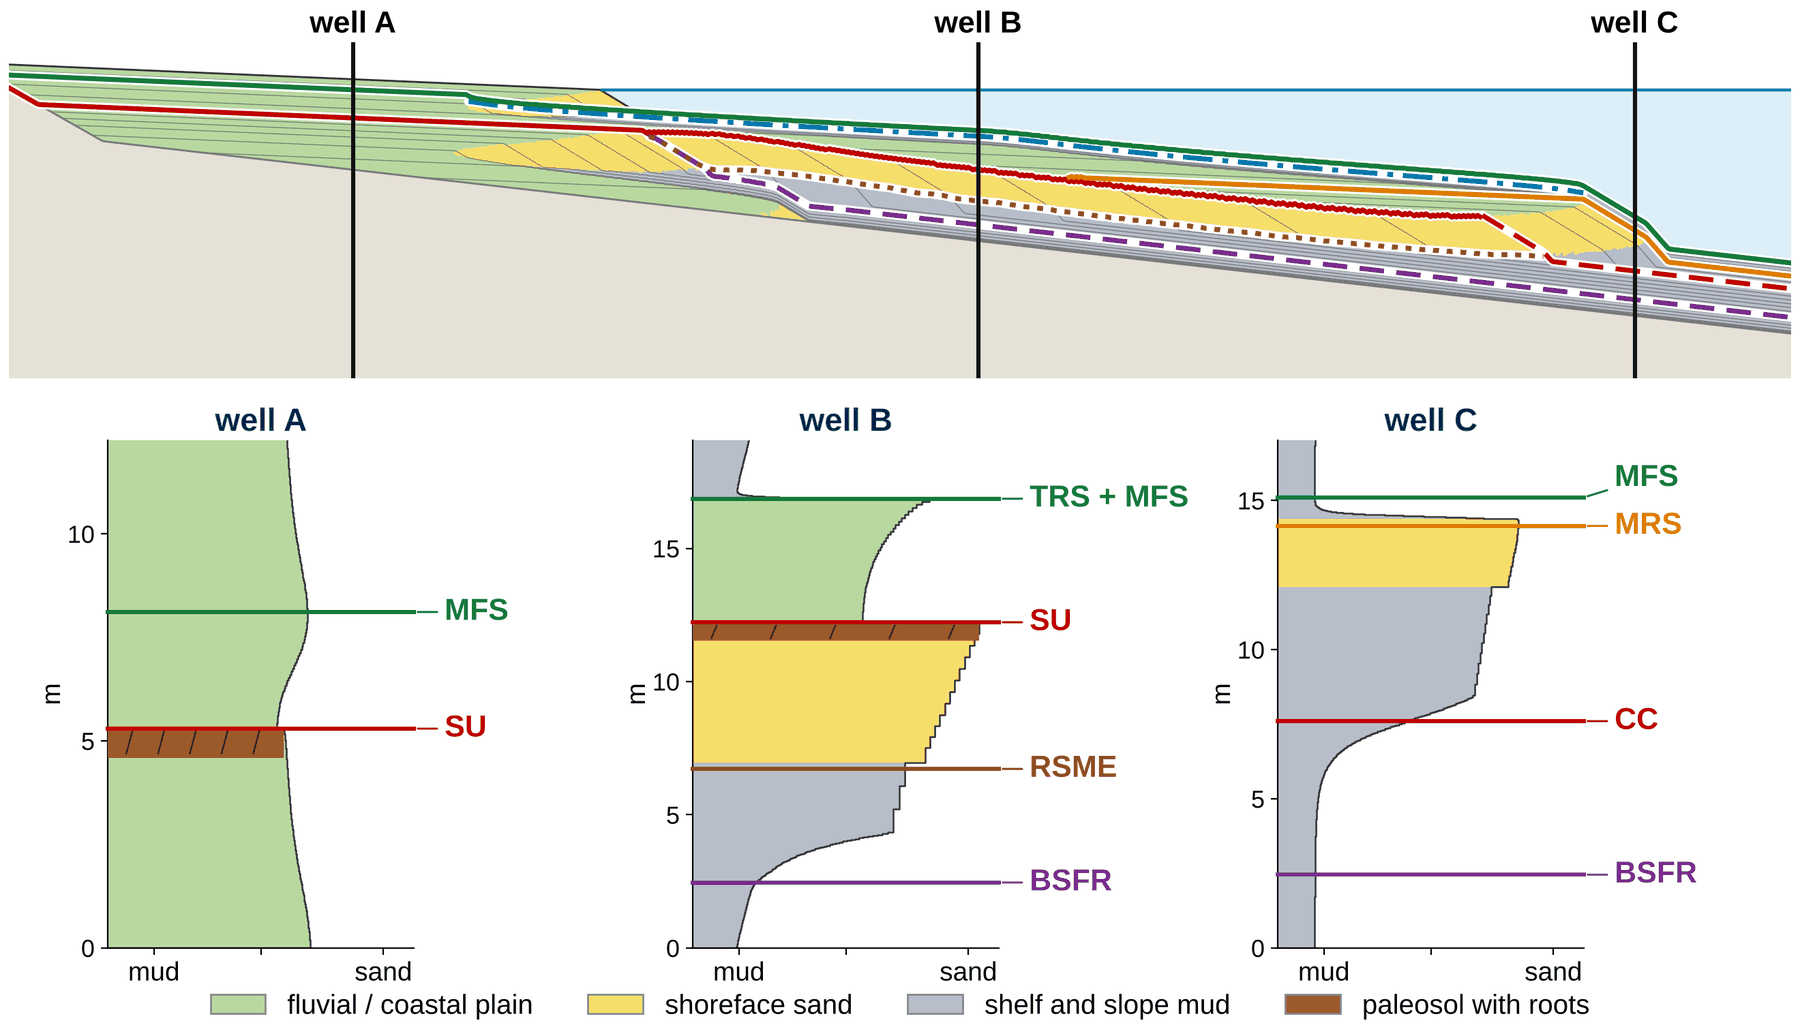 well A
well B
well C
well A
well B
well C
10
5
0
m
MFS
SU
mud
sand
15
10
5
0
m
TRS + MFS
SU
RSME
BSFR
mud
sand
15
10
5
0
m
MFS
MRS
CC
BSFR
mud
sand
fluvial / coastal plain
shoreface sand
shelf and slope mud
paleosol with roots